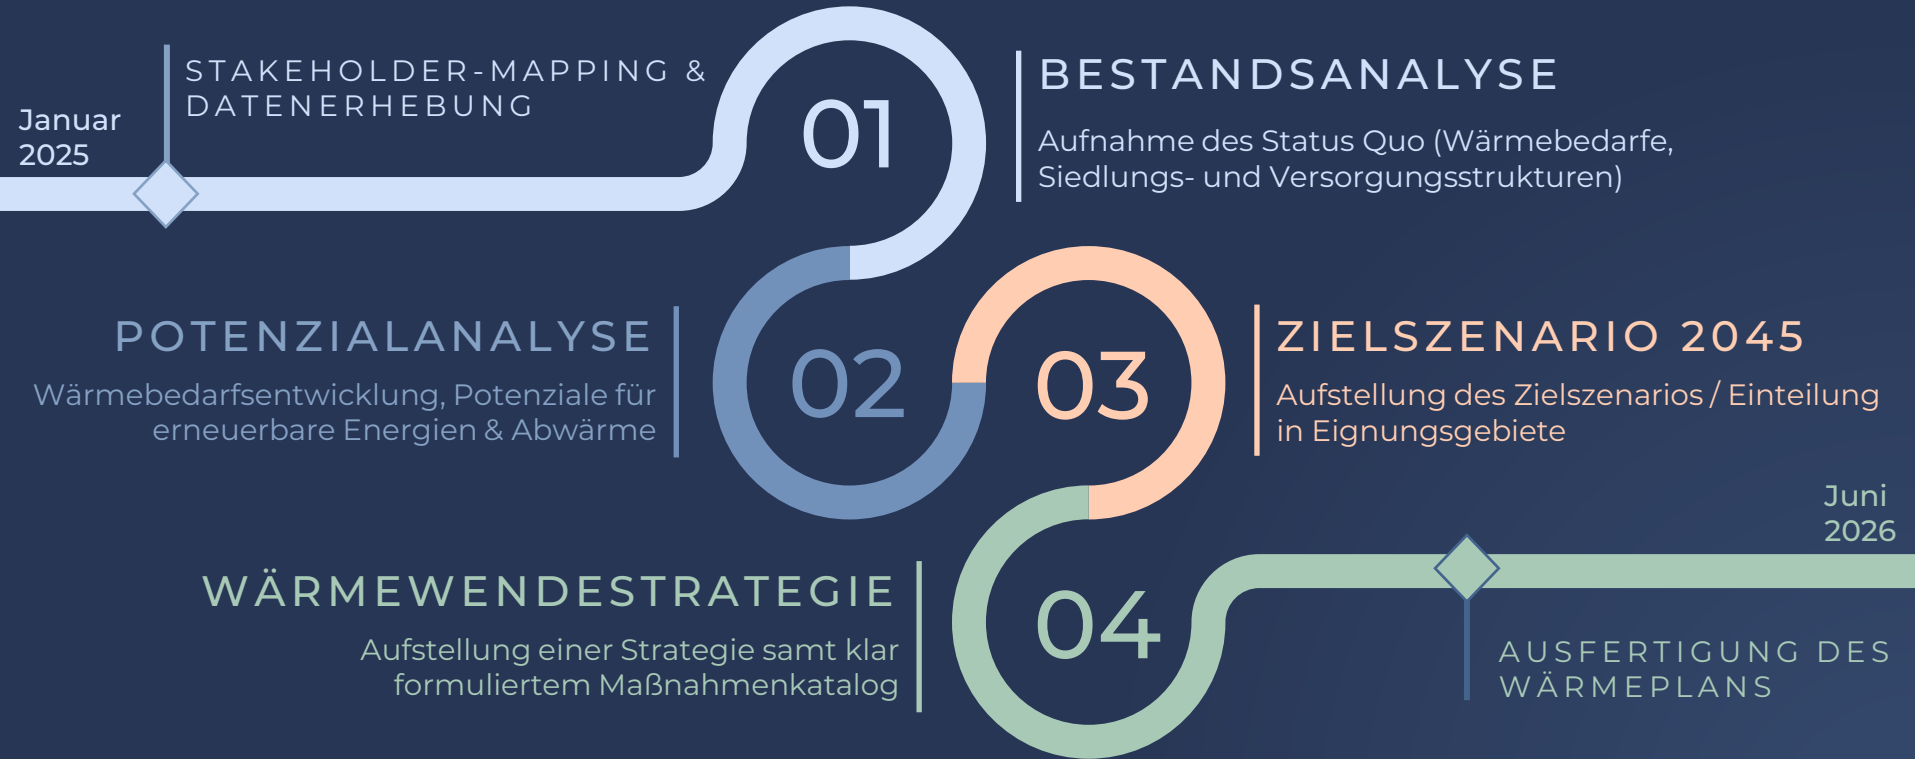 Januar
2025
STAKEHOLDER-MAPPING &
DATENERHEBUNG
01
BESTANDSANALYSE
Aufnahme des Status Quo (Wärmebedarfe,
Siedlungs- und Versorgungsstrukturen)
POTENZIALANALYSE
Wärmebedarfsentwicklung, Potenziale für
erneuerbare Energien & Abwärme
02
03
ZIELSZENARIO 2045
Aufstellung des Zielszenarios / Einteilung
in Eignungsgebiete
WÄRMEWENDESTRATEGIE
Aufstellung einer Strategie samt klar
formuliertem Maßnahmenkatalog
04
Juni
2026
AUSFERTIGUNG DES
WÄRMEPLANS